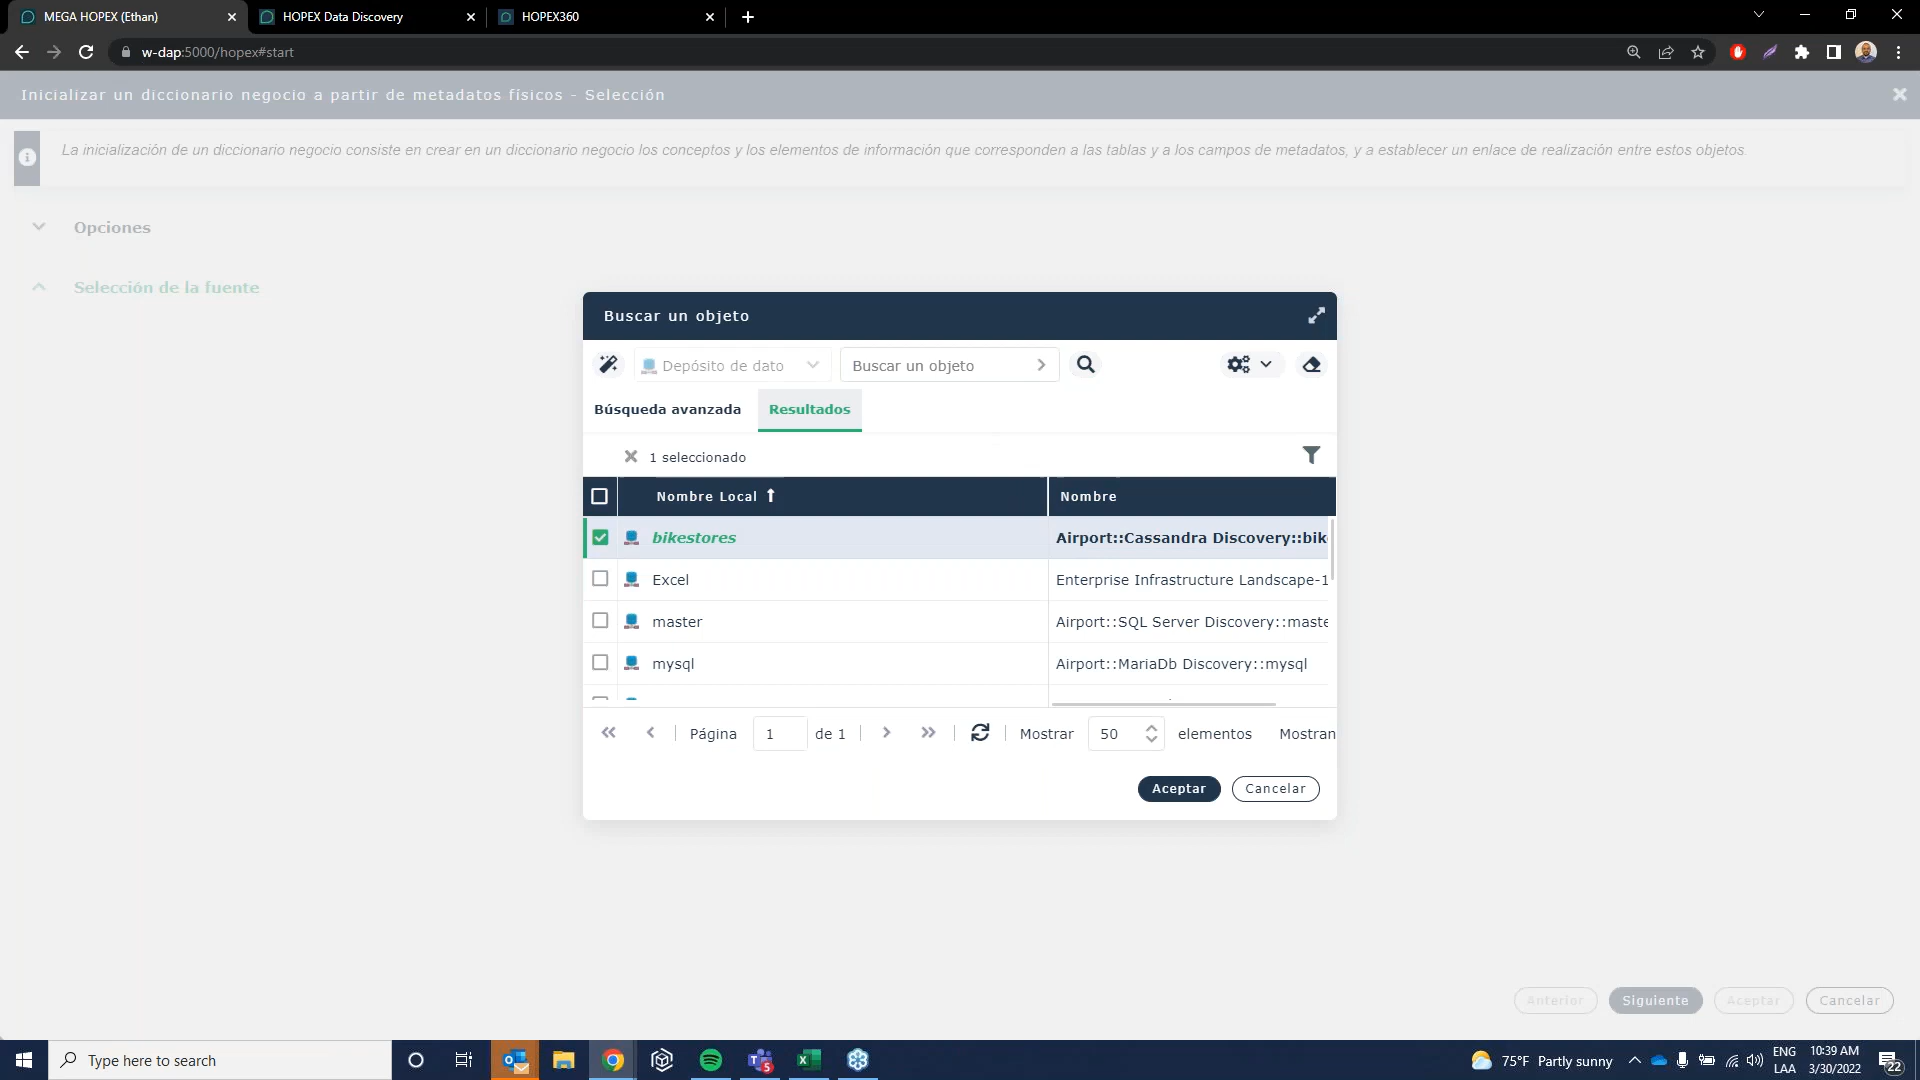 MEGA HOPEX (Ethan)
HOPEX Data Discovery
HOPEX360
w-dap:5000/hopex#start
Inicializar un diccionario negocio a partir de metadatos físicos - Selección
La inicialización de un diccionario negocio consiste en crear en un diccionario negocio los conceptos y los elementos de información que corresponden a las tablas y a los campos de metadatos, y a establecer un enlace de realización entre estos objetos.
Opciones
Selección de la fuente
Buscar un objeto
Depósito de dato
Buscar un objeto
Búsqueda avanzada
Resultados
1 seleccionado
Nombre Local
Nombre
bikestores
Airport::Cassandra Discovery::bik
Excel
Enterprise Infrastructure Landscape-1
master
Airport::SQL Server Discovery::maste
mysql
Airport::MariaDb Discovery::mysql
Página 1 de 1
Mostrar 50 elementos
Mostran
Aceptar
Cancelar
Anterior
Siguiente
Aceptar
Cancelar
Type here to search
5
75°F Partly sunny
ENG
LAA
10:39 AM
3/30/2022
22